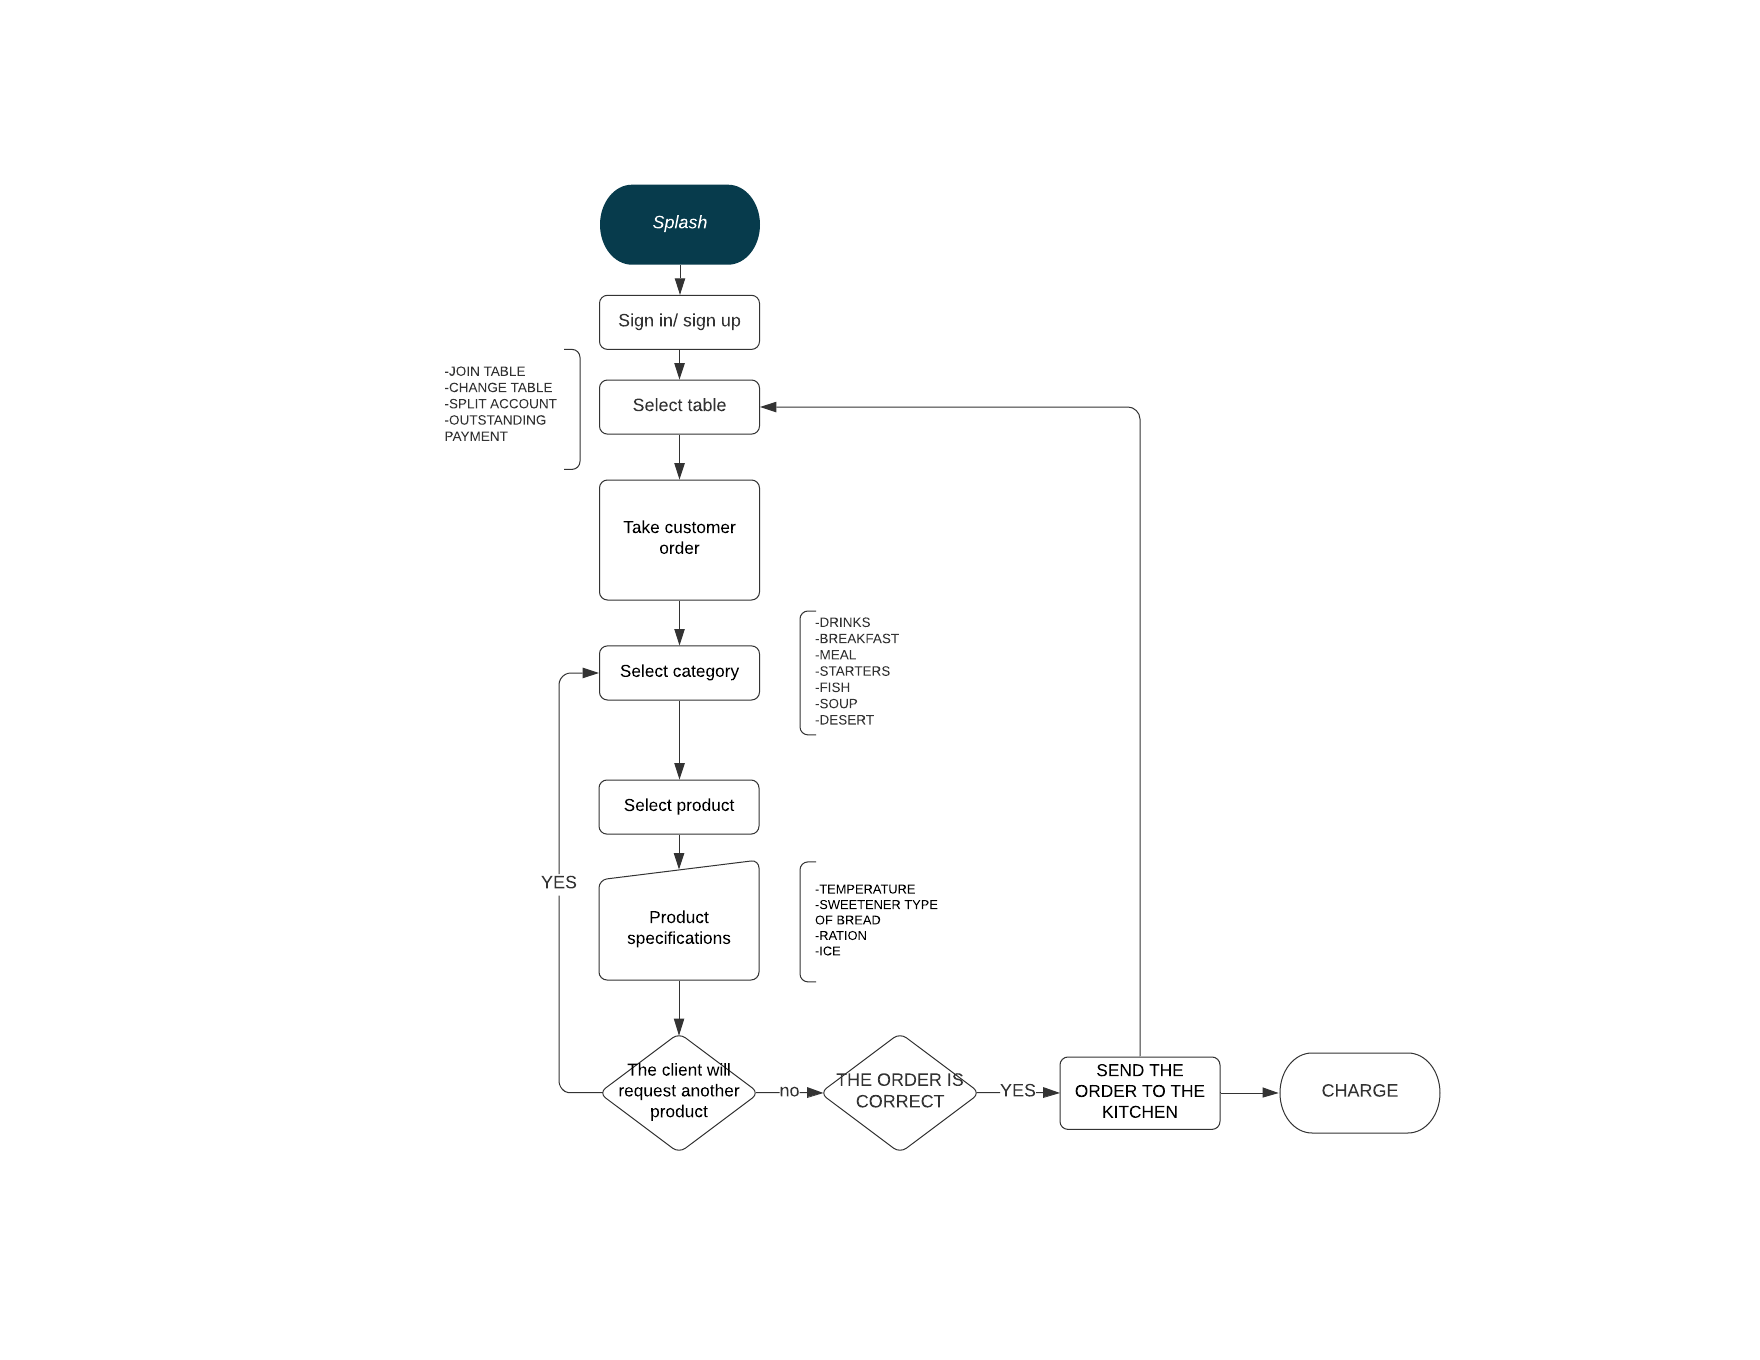 Splash
Sign in/ sign up
-JOIN TABLE
-CHANGE TABLE
-SPLIT ACCOUNT
-OUTSTANDING
PAYMENT
Select table
Take customer
order
Select category
-DRINKS
-BREAKFAST
-MEAL
-STARTERS
-FISH
-SOUP
-DESERT
Select product
YES
Product
specifications
-TEMPERATURE
-SWEETENER TYPE
OF BREAD
-RATION
-ICE
The client will
request another
product
no
THE ORDER IS
CORRECT
YES
SEND THE
ORDER TO THE
KITCHEN
CHARGE